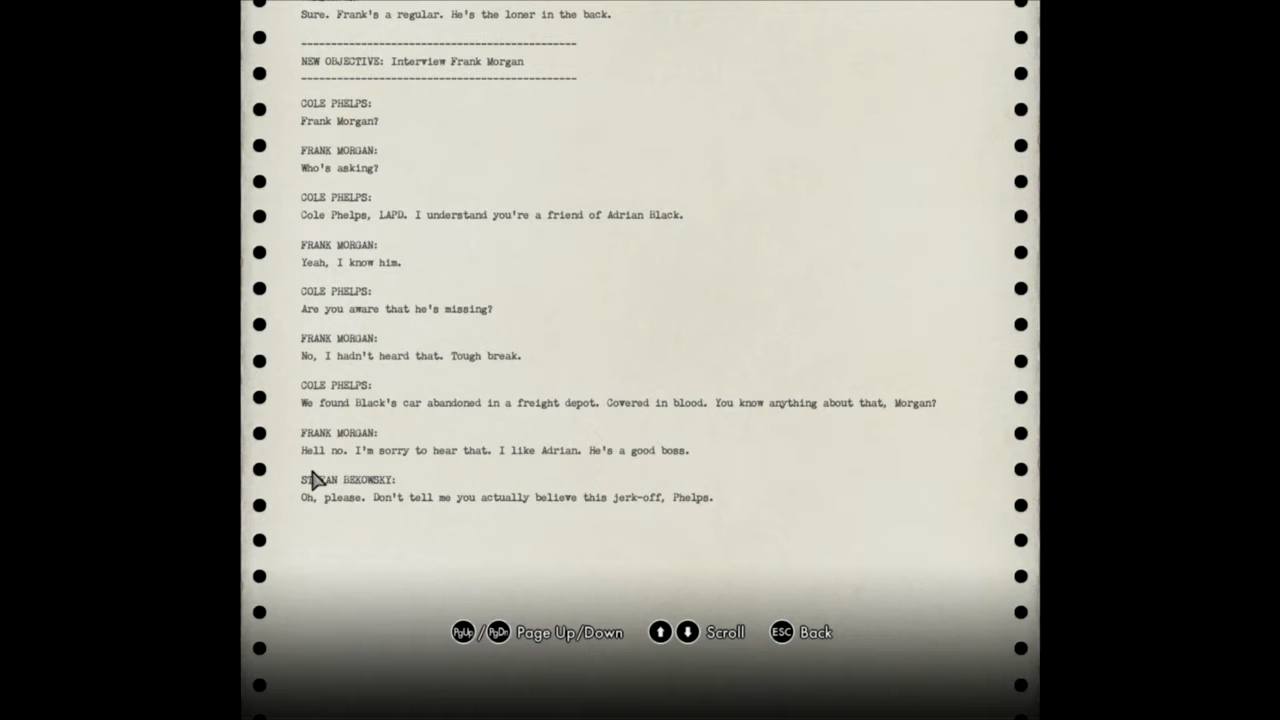 Sure. Frank's a regular. He's the loner in the back.
----------------------------------------------
NEW OBJECTIVE: Interview Frank Morgan
----------------------------------------------
COLE PHELPS:
Frank Morgan?
FRANK MORGAN:
Who's asking?
COLE PHELPS:
Cole Phelps, LAPD. I understand you're a friend of Adrian Black.
FRANK MORGAN:
Yeah, I know him.
COLE PHELPS:
Are you aware that he's missing?
FRANK MORGAN:
No, I hadn't heard that. Tough break.
COLE PHELPS:
We found Black's car abandoned in a freight depot. Covered in blood. You know anything about that, Morgan?
FRANK MORGAN:
Hell no. I'm sorry to hear that. I like Adrian. He's a good boss.
STEFAN BEKOWSKY:
Oh, please. Don't tell me you actually believe this jerk-off, Phelps.
PgUp/PgDn Page Up/Down Scroll ESC Back